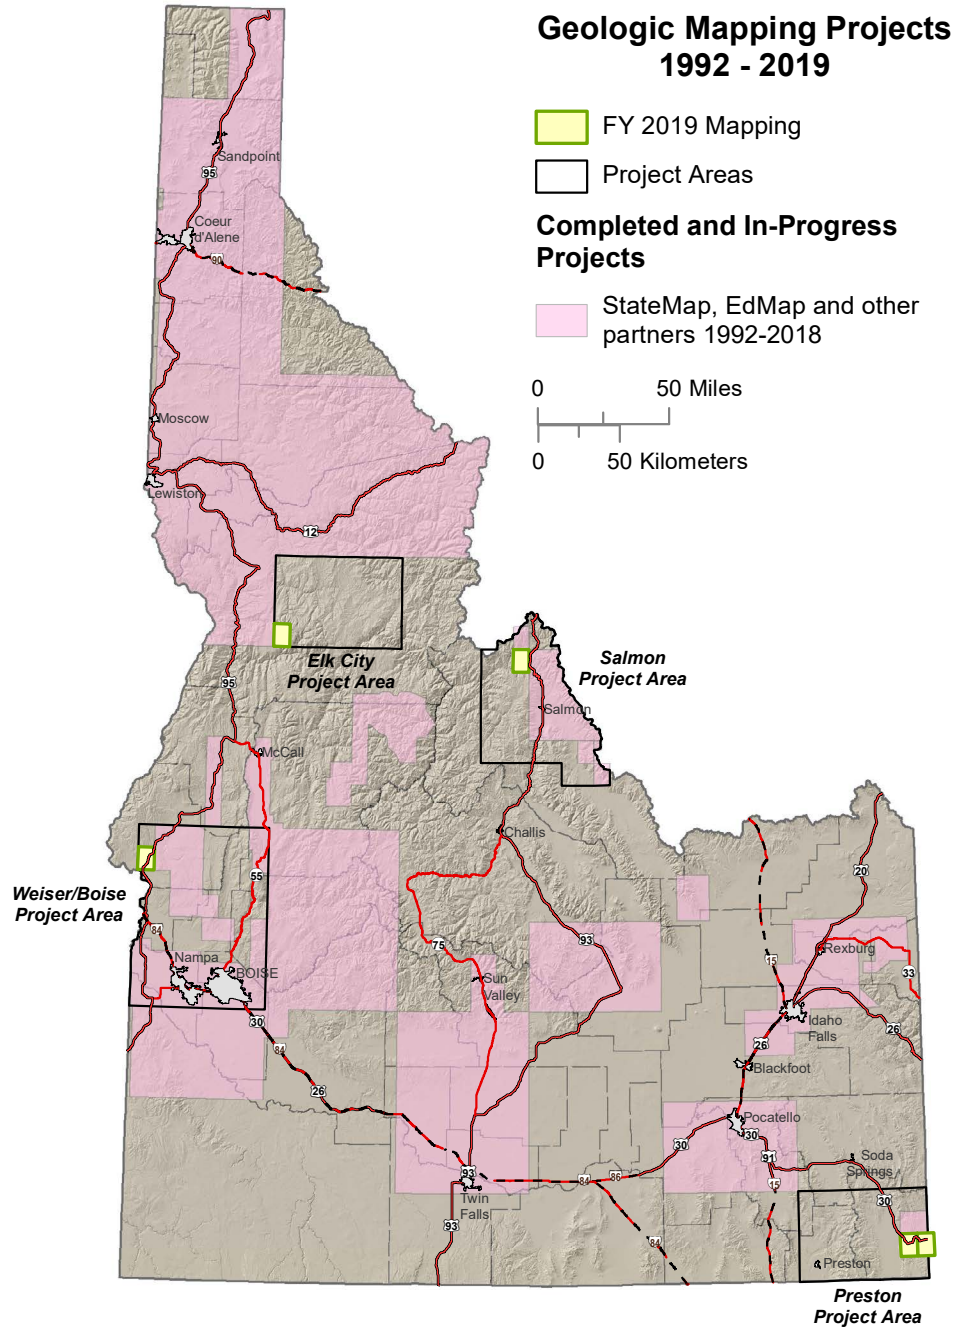 Geologic Mapping Projects
1992 - 2019
FY 2019 Mapping
Project Areas
Completed and In-Progress
Projects
StateMap, EdMap and other
partners 1992-2018
0 50 Miles
0 50 Kilometers
Sandpoint
95
Coeur
d'Alene
90
Moscow
Lewiston
12
Elk City
Project Area
Salmon
Project Area
95
Salmon
McCall
Challis
20
55
Weiser/Boise
Project Area
84
93
75
15
Rexburg
33
Nampa
BOISE
Sun
Valley
30
Idaho
Falls
26
84
26
Blackfoot
26
Pocatello
30
30
91
Soda
Springs
93
84
86
15
30
Twin
Falls
93
84
Preston
Preston
Project Area